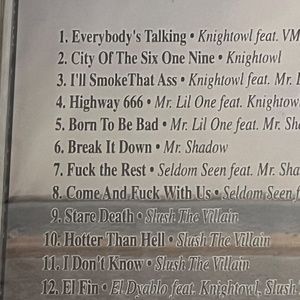 1. Everybody's Talking • Knightowl feat. VM
2. City Of The Six One Nine • Knightowl
3. I'll SmokeThat Ass • Knightowl feat. Mr.
4. Highway 666 • Mr. Lil One feat. Knightow
5. Born To Be Bad • Mr. Lil One feat. Mr. Sha
6. Break It Down • Mr. Shadow
7. Fuck the Rest • Seldom Seen feat. Mr. Sh
8. Come And Fuck With Us • Seldom Seen f
9. Stare Death • Slush The Villain
10. Hotter Than Hell • Slush The Villain
11. I Don't Know • Slush The Villain
12. El Fin • El Dyablo feat. Knightowl, Slush